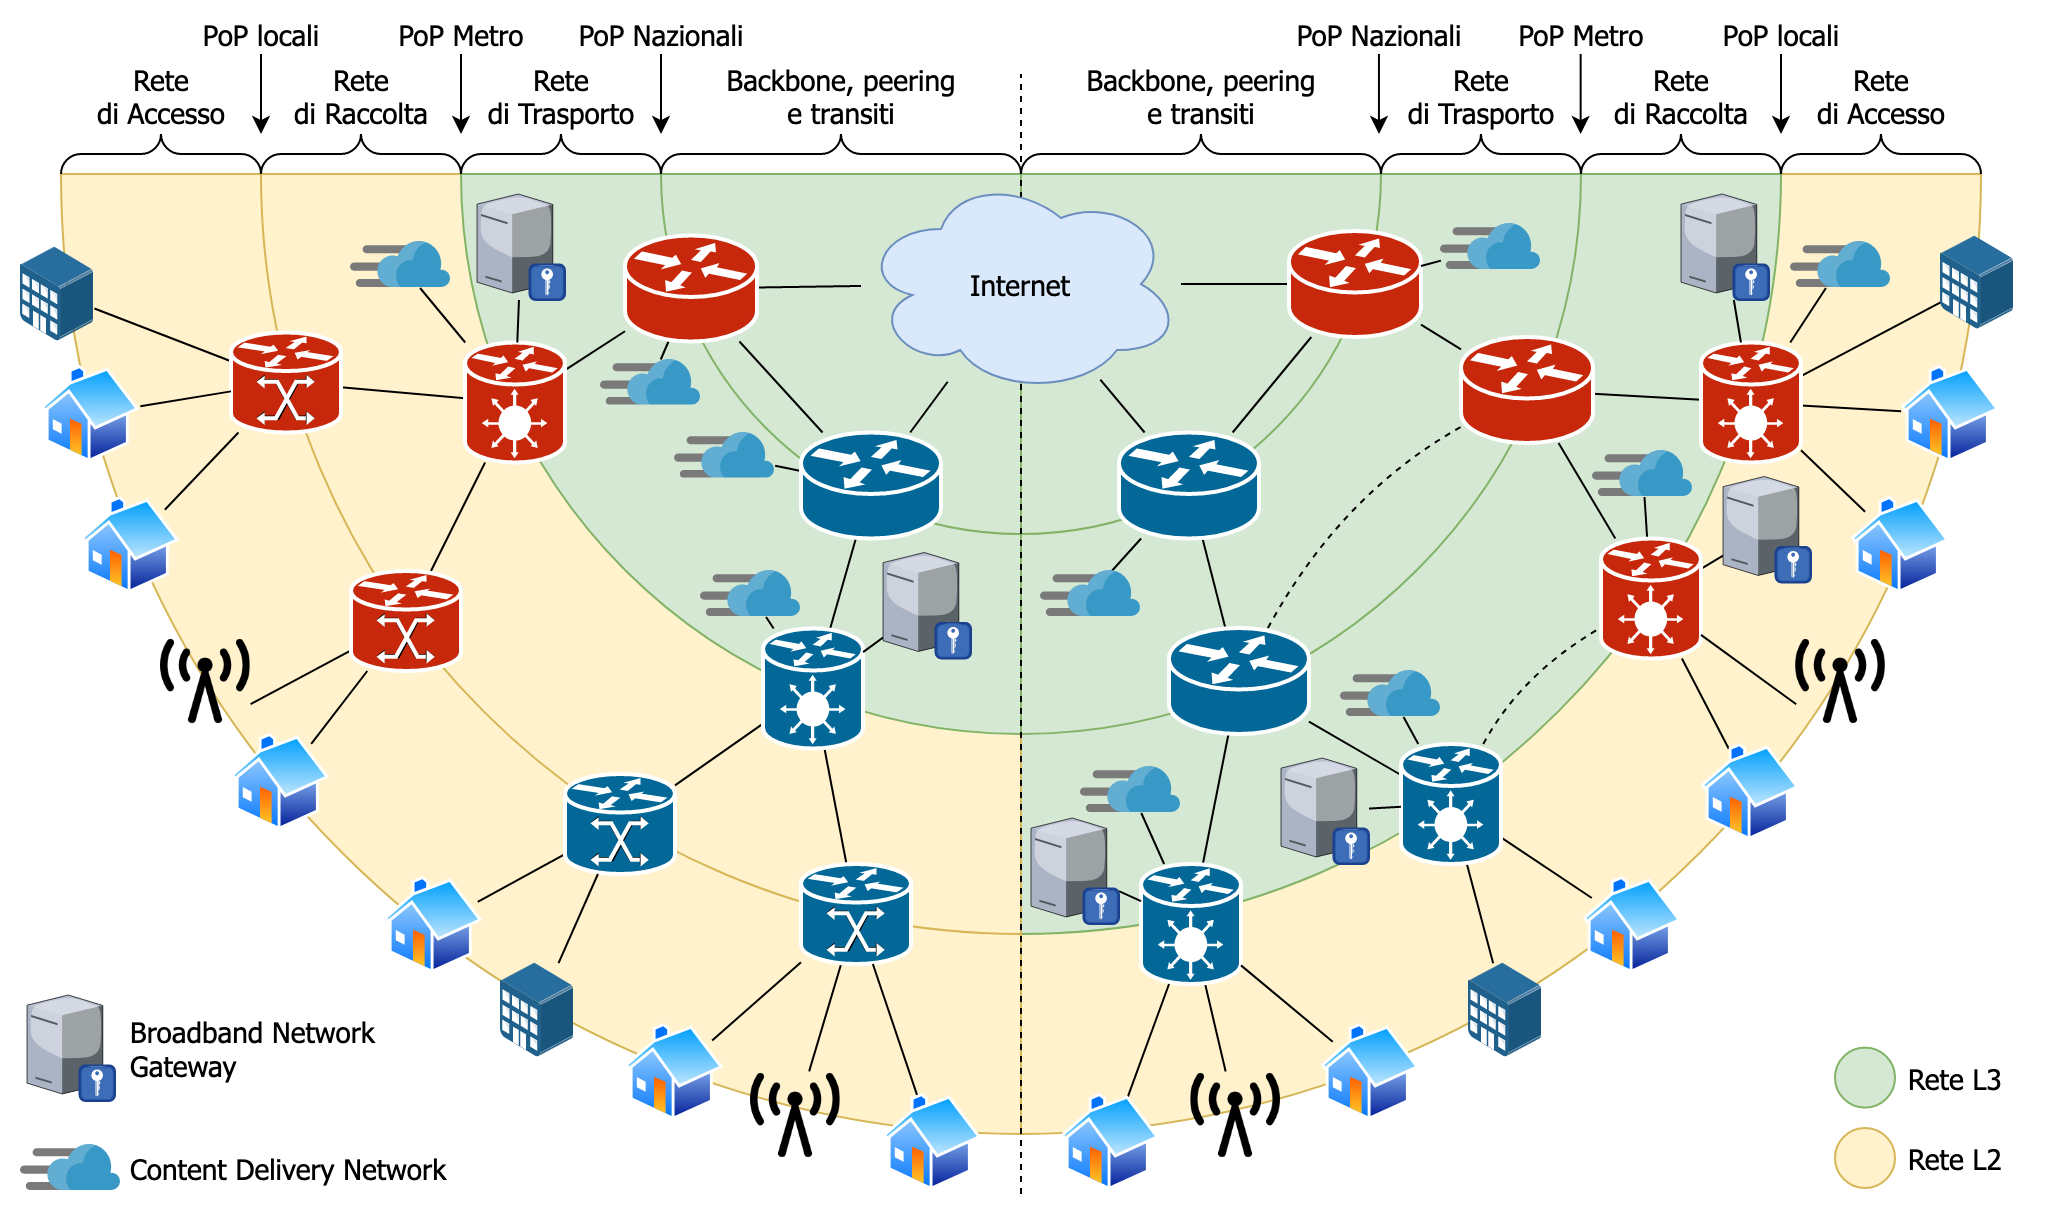 PoP locali
PoP Metro
PoP Nazionali
PoP Nazionali
PoP Metro
PoP locali
Rete
di Accesso
Rete
di Raccolta
Rete
di Trasporto
Backbone, peering
e transiti
Backbone, peering
e transiti
Rete
di Trasporto
Rete
di Raccolta
Rete
di Accesso
Internet
Broadband Network
Gateway
Content Delivery Network
Rete L3
Rete L2